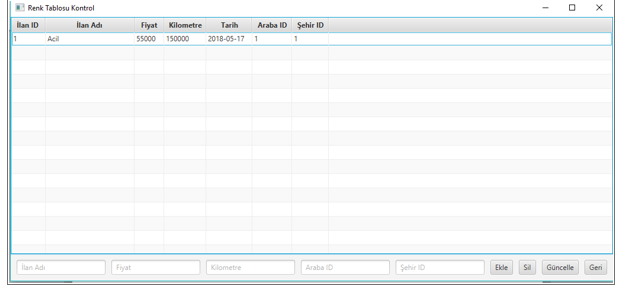 Renk Tablosu Kontrol
İlan ID İlan Adı Fiyat Kilometre Tarih Araba ID Şehir ID
1 Acil 55000 150000 2018-05-17 1 1
İlan Adı Fiyat Kilometre Araba ID Şehir ID Ekle Sil Güncelle Geri